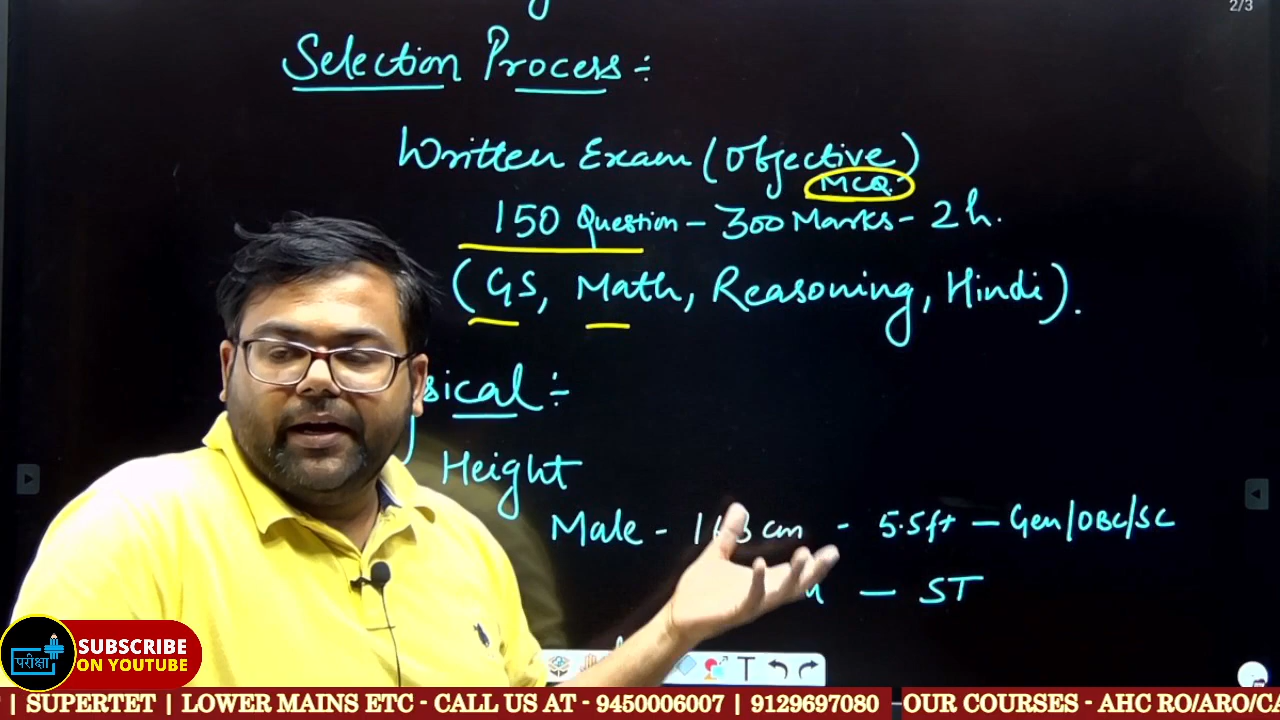 2/3
Selection Process :-
Written Exam (Objective)
MCQ
150 Question - 300 Marks - 2 h.
(GS, Math, Reasoning, Hindi).
Height
Male - cm - 5.5ft - Gen/OBC/SC
- ST
T
परीक्षा
SUBSCRIBE
ON YOUTUBE
| SUPERTET | LOWER MAINS ETC - CALL US AT - 9450006007 | 9129697080 - OUR COURSES - AHC RO/ARO/CA